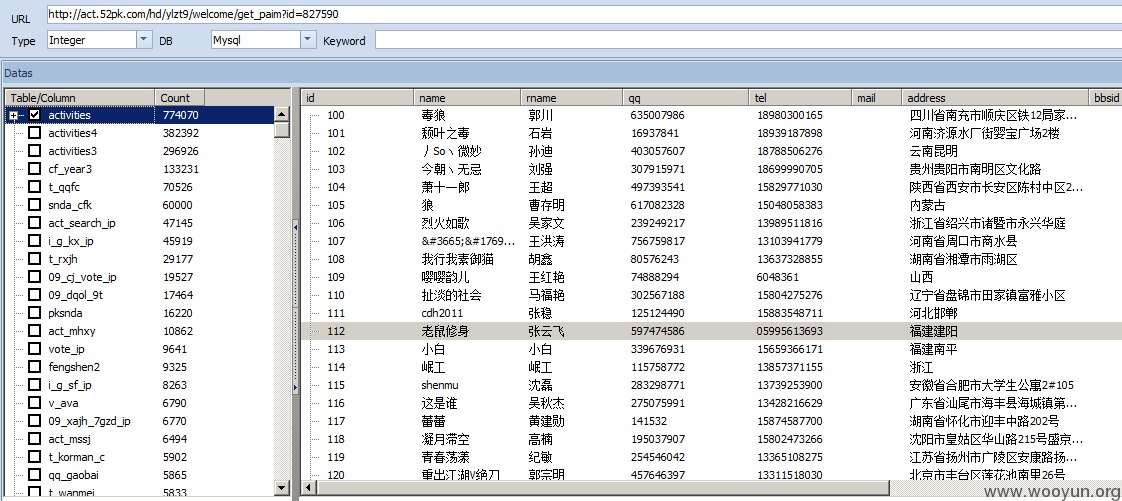 URL http://act.52pk.com/hd/ylzt9/welcome/get_paim?id=827590
Type Integer DB Mysql Keyword
Datas
Table/Column Count id name rname qq tel mail address bbsid
activities 774070 100 毒狼 郭川 635007986 18980300165 四川省南充市顺庆区铁12局家...
activities4 382392 101 颓叶之毒 石岩 16937841 18939187898 河南济源水厂街婴宝广场2楼
activities3 296926 102 丿So丶微妙 孙迪 403057607 18788506276 云南昆明
cf_year3 133231 103 今朝丶无忌 刘强 307915971 18699990705 贵州贵阳市南明区文化路
t_qqfc 70526 104 萧十一郎 王超 497393541 15829771030 陕西省西安市长安区陈村中区2...
snda_cfk 60000 105 狼 曹存明 617082328 15048058383 内蒙古
act_search_ip 47145 106 烈火如歌 吴家文 239249217 13989511816 浙江省绍兴市诸暨市永兴华庭
i_g_kx_ip 45919 107 &#3665;&#1769... 王洪涛 756759817 13103941779 河南省周口市商水县
t_rxjh 29177 108 我行我素御猫 胡鑫 80576243 13637328855 湖南省湘潭市雨湖区
09_cj_vote_ip 19527 109 嘤嘤韵儿 王红艳 74888294 6048361 山西
09_dqol_9t 17464 110 扯淡的社会 马福艳 302567188 15804275276 辽宁省盘锦市田家镇富雅小区
pksnda 16220 111 cdh2011 张稳 125124490 15883548711 河北邯郸
act_mhxy 10862 112 老鼠修身 张云飞 597474586 05995613693 福建建阳
vote_ip 9641 113 小白 小白 339676931 15659366171 福建南平
fengshen2 9325 114 岷工 岷工 115758772 13857371155 浙江
i_g_sf_ip 8263 115 shenmu 沈磊 283298771 13739253900 安徽省合肥市大学生公寓2#105
v_ava 6790 116 这是谁 吴秋杰 275075991 13428216629 广东省汕尾市海丰县海城镇第...
09_xajh_7gzd_ip 6770 117 蕃蕃 黄建勋 141532 15874587700 湖南省怀化市迎丰中路202号
act_mssj 6494 118 凝月滞空 高楠 195037907 15802473266 沈阳市皇姑区华山路215号盛京...
t_korman_c 5902 119 青春荡漾 纪敏 254546042 13365108275 江苏省扬州市广陵区安康路扬...
qq_gaobai 5865 120 重出江湖V绝刀 郭宗明 457646397 13311518030 北京市丰台区莲花池南里26号
t_wanmei 5833
www.wooyun.org